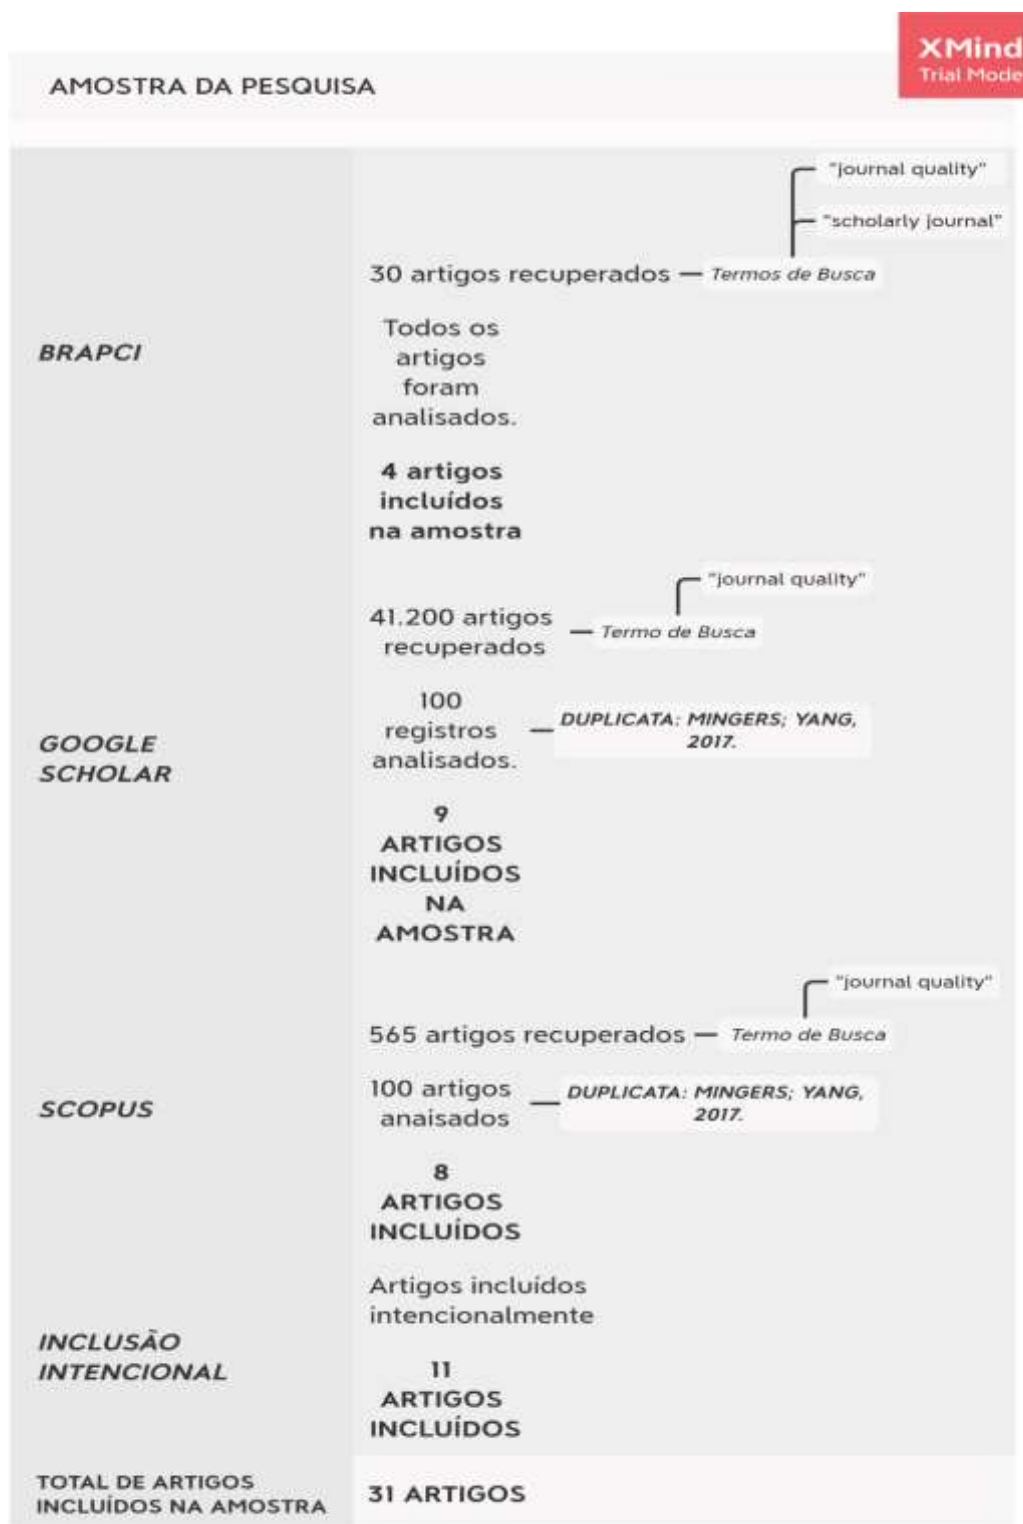 XMind
Trial Mode
AMOSTRA DA PESQUISA
BRAPCI
"journal quality"
"scholarly journal"
30 artigos recuperados
Termos de Busca
Todos os
artigos
foram
analisados.
4 artigos
incluídos
na amostra
GOOGLE
SCHOLAR
"journal quality"
41.200 artigos
recuperados
Termo de Busca
100
registros
analisados.
DUPLICATA: MINGERS; YANG,
2017.
9
ARTIGOS
INCLUÍDOS
NA
AMOSTRA
SCOPUS
"journal quality"
565 artigos recuperados
Termo de Busca
100 artigos
anaisados
DUPLICATA: MINGERS; YANG,
2017.
8
ARTIGOS
INCLUÍDOS
INCLUSÃO
INTENCIONAL
Artigos incluídos
intencionalmente
11
ARTIGOS
INCLUÍDOS
TOTAL DE ARTIGOS
INCLUÍDOS NA AMOSTRA
31 ARTIGOS